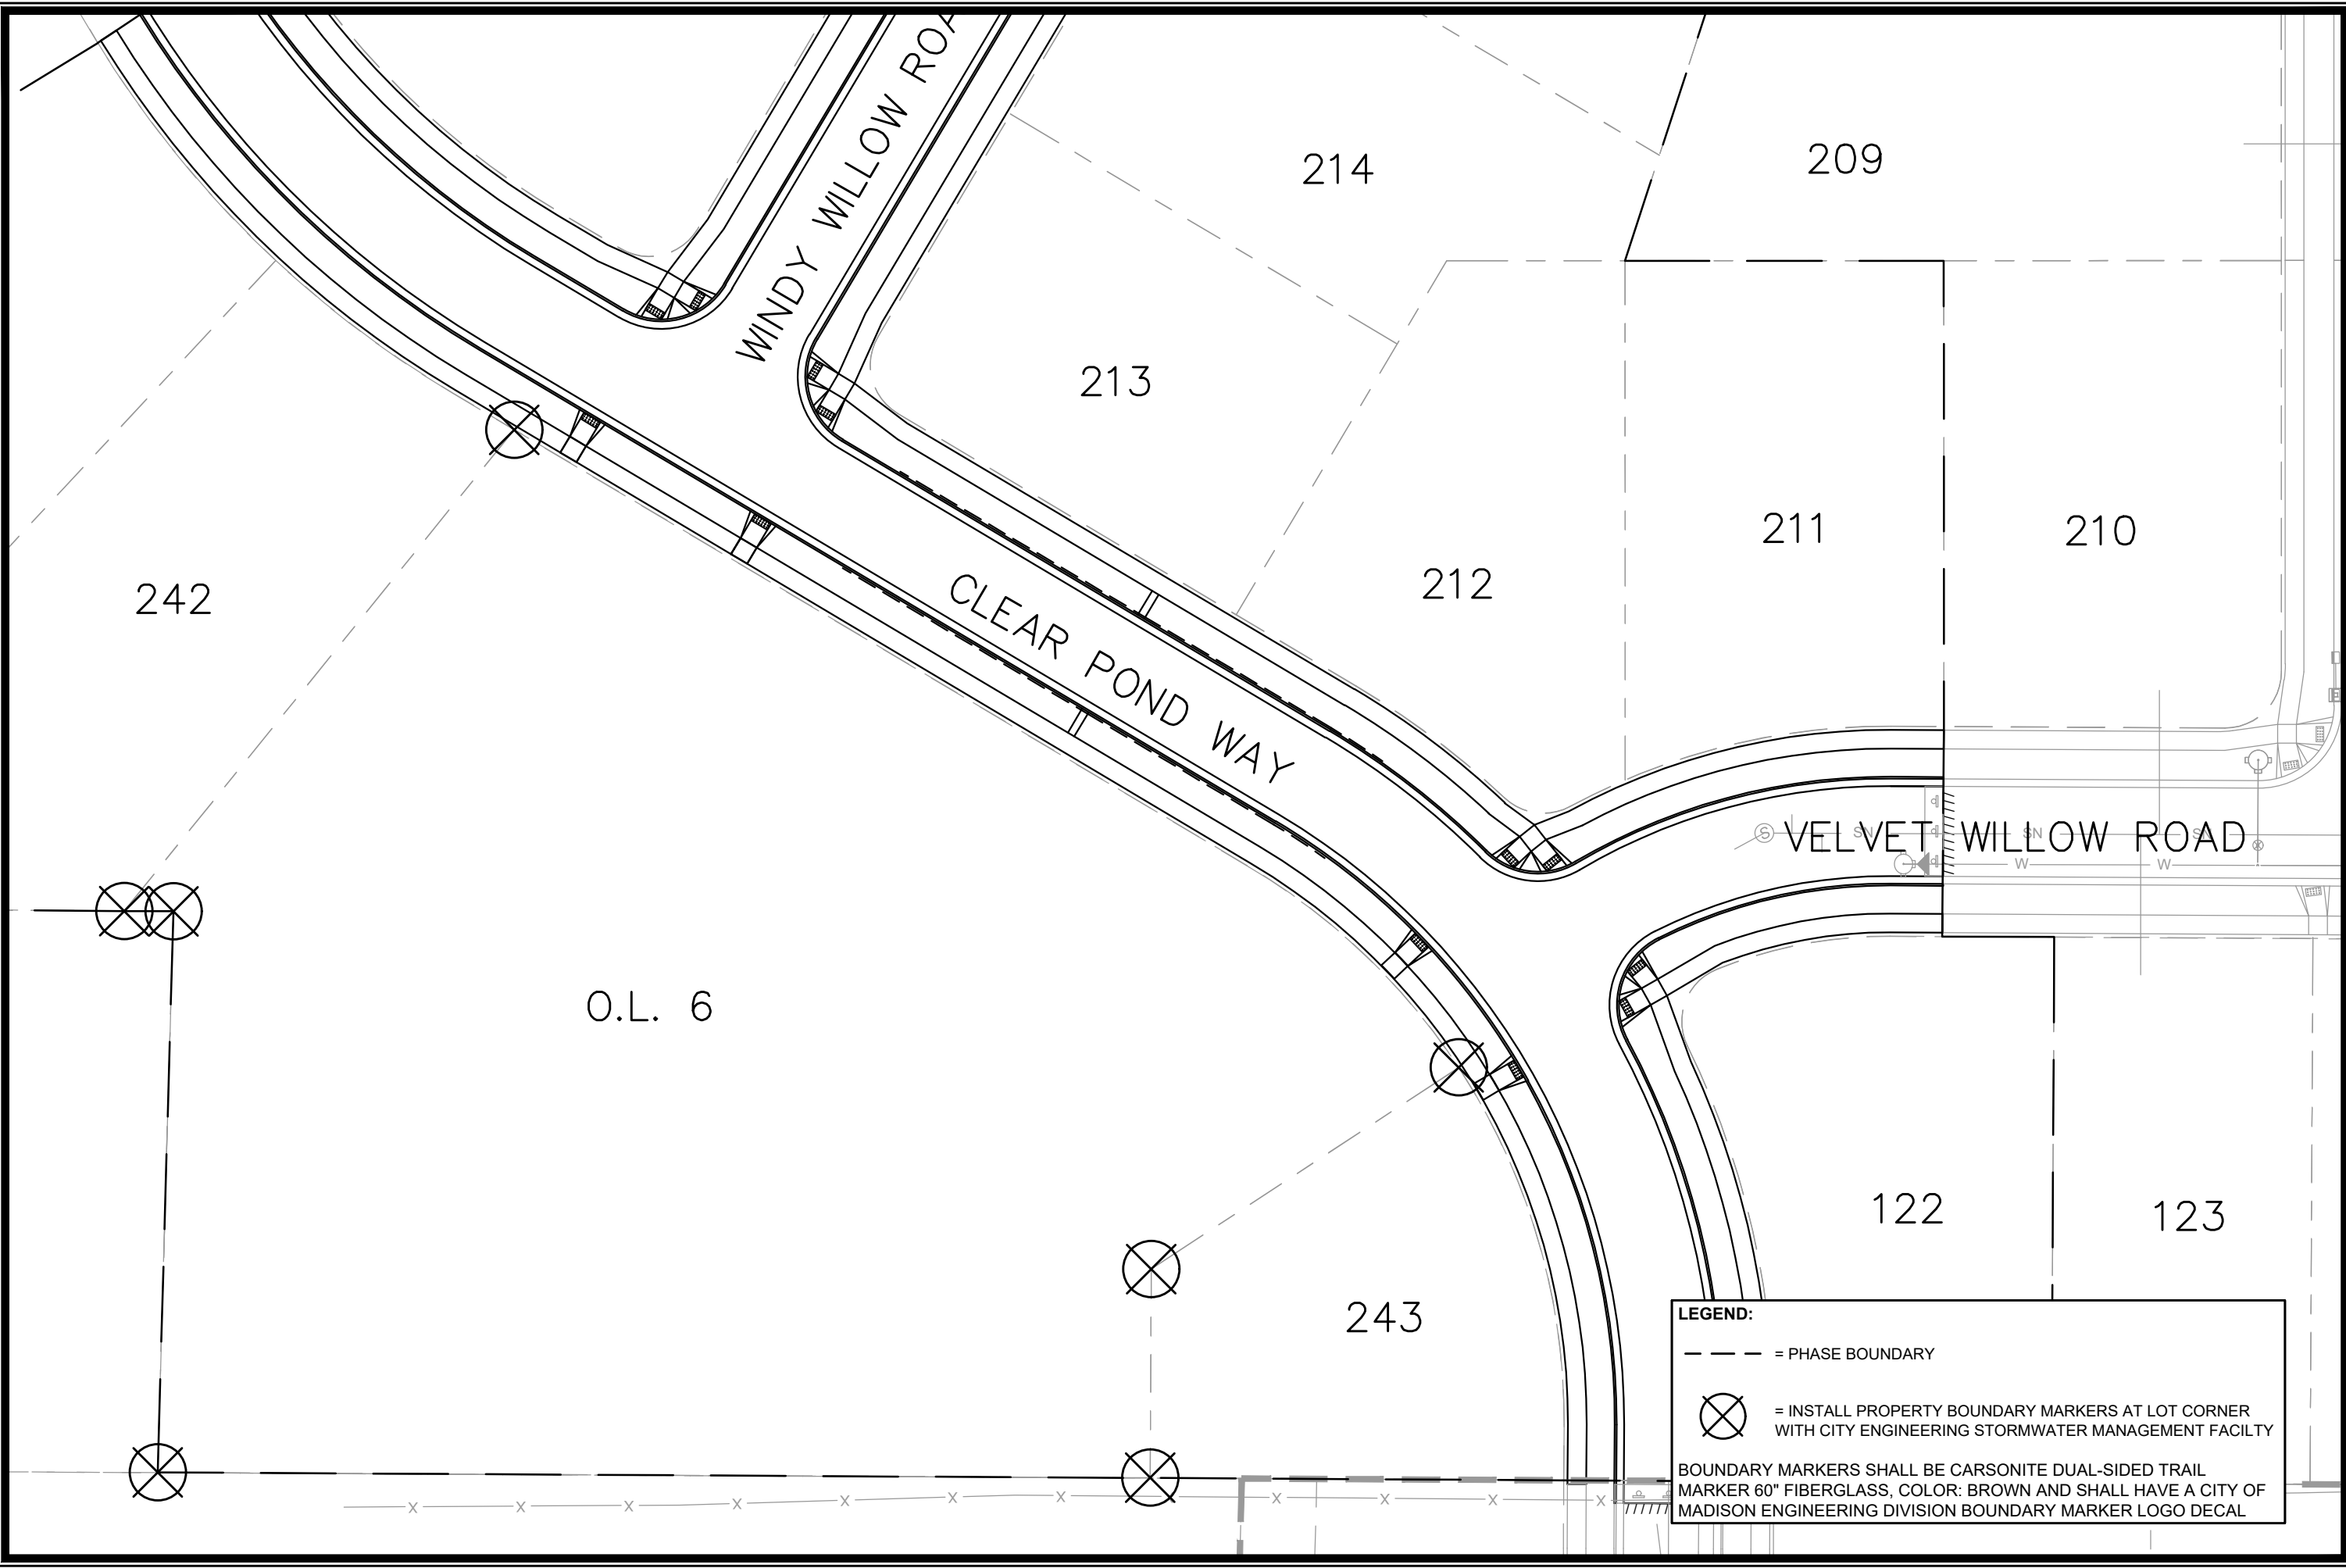 WINDY WILLOW ROA
214
209
213
211
210
212
242
CLEAR POND WAY
SN SN SN
S
VELVET WILLOW ROAD
W W
O.L. 6
122
123
243
LEGEND:
= PHASE BOUNDARY
= INSTALL PROPERTY BOUNDARY MARKERS AT LOT CORNER
WITH CITY ENGINEERING STORMWATER MANAGEMENT FACILTY
BOUNDARY MARKERS SHALL BE CARSONITE DUAL-SIDED TRAIL
MARKER 60" FIBERGLASS, COLOR: BROWN AND SHALL HAVE A CITY OF
MADISON ENGINEERING DIVISION BOUNDARY MARKER LOGO DECAL
X X X X X X X X X X X